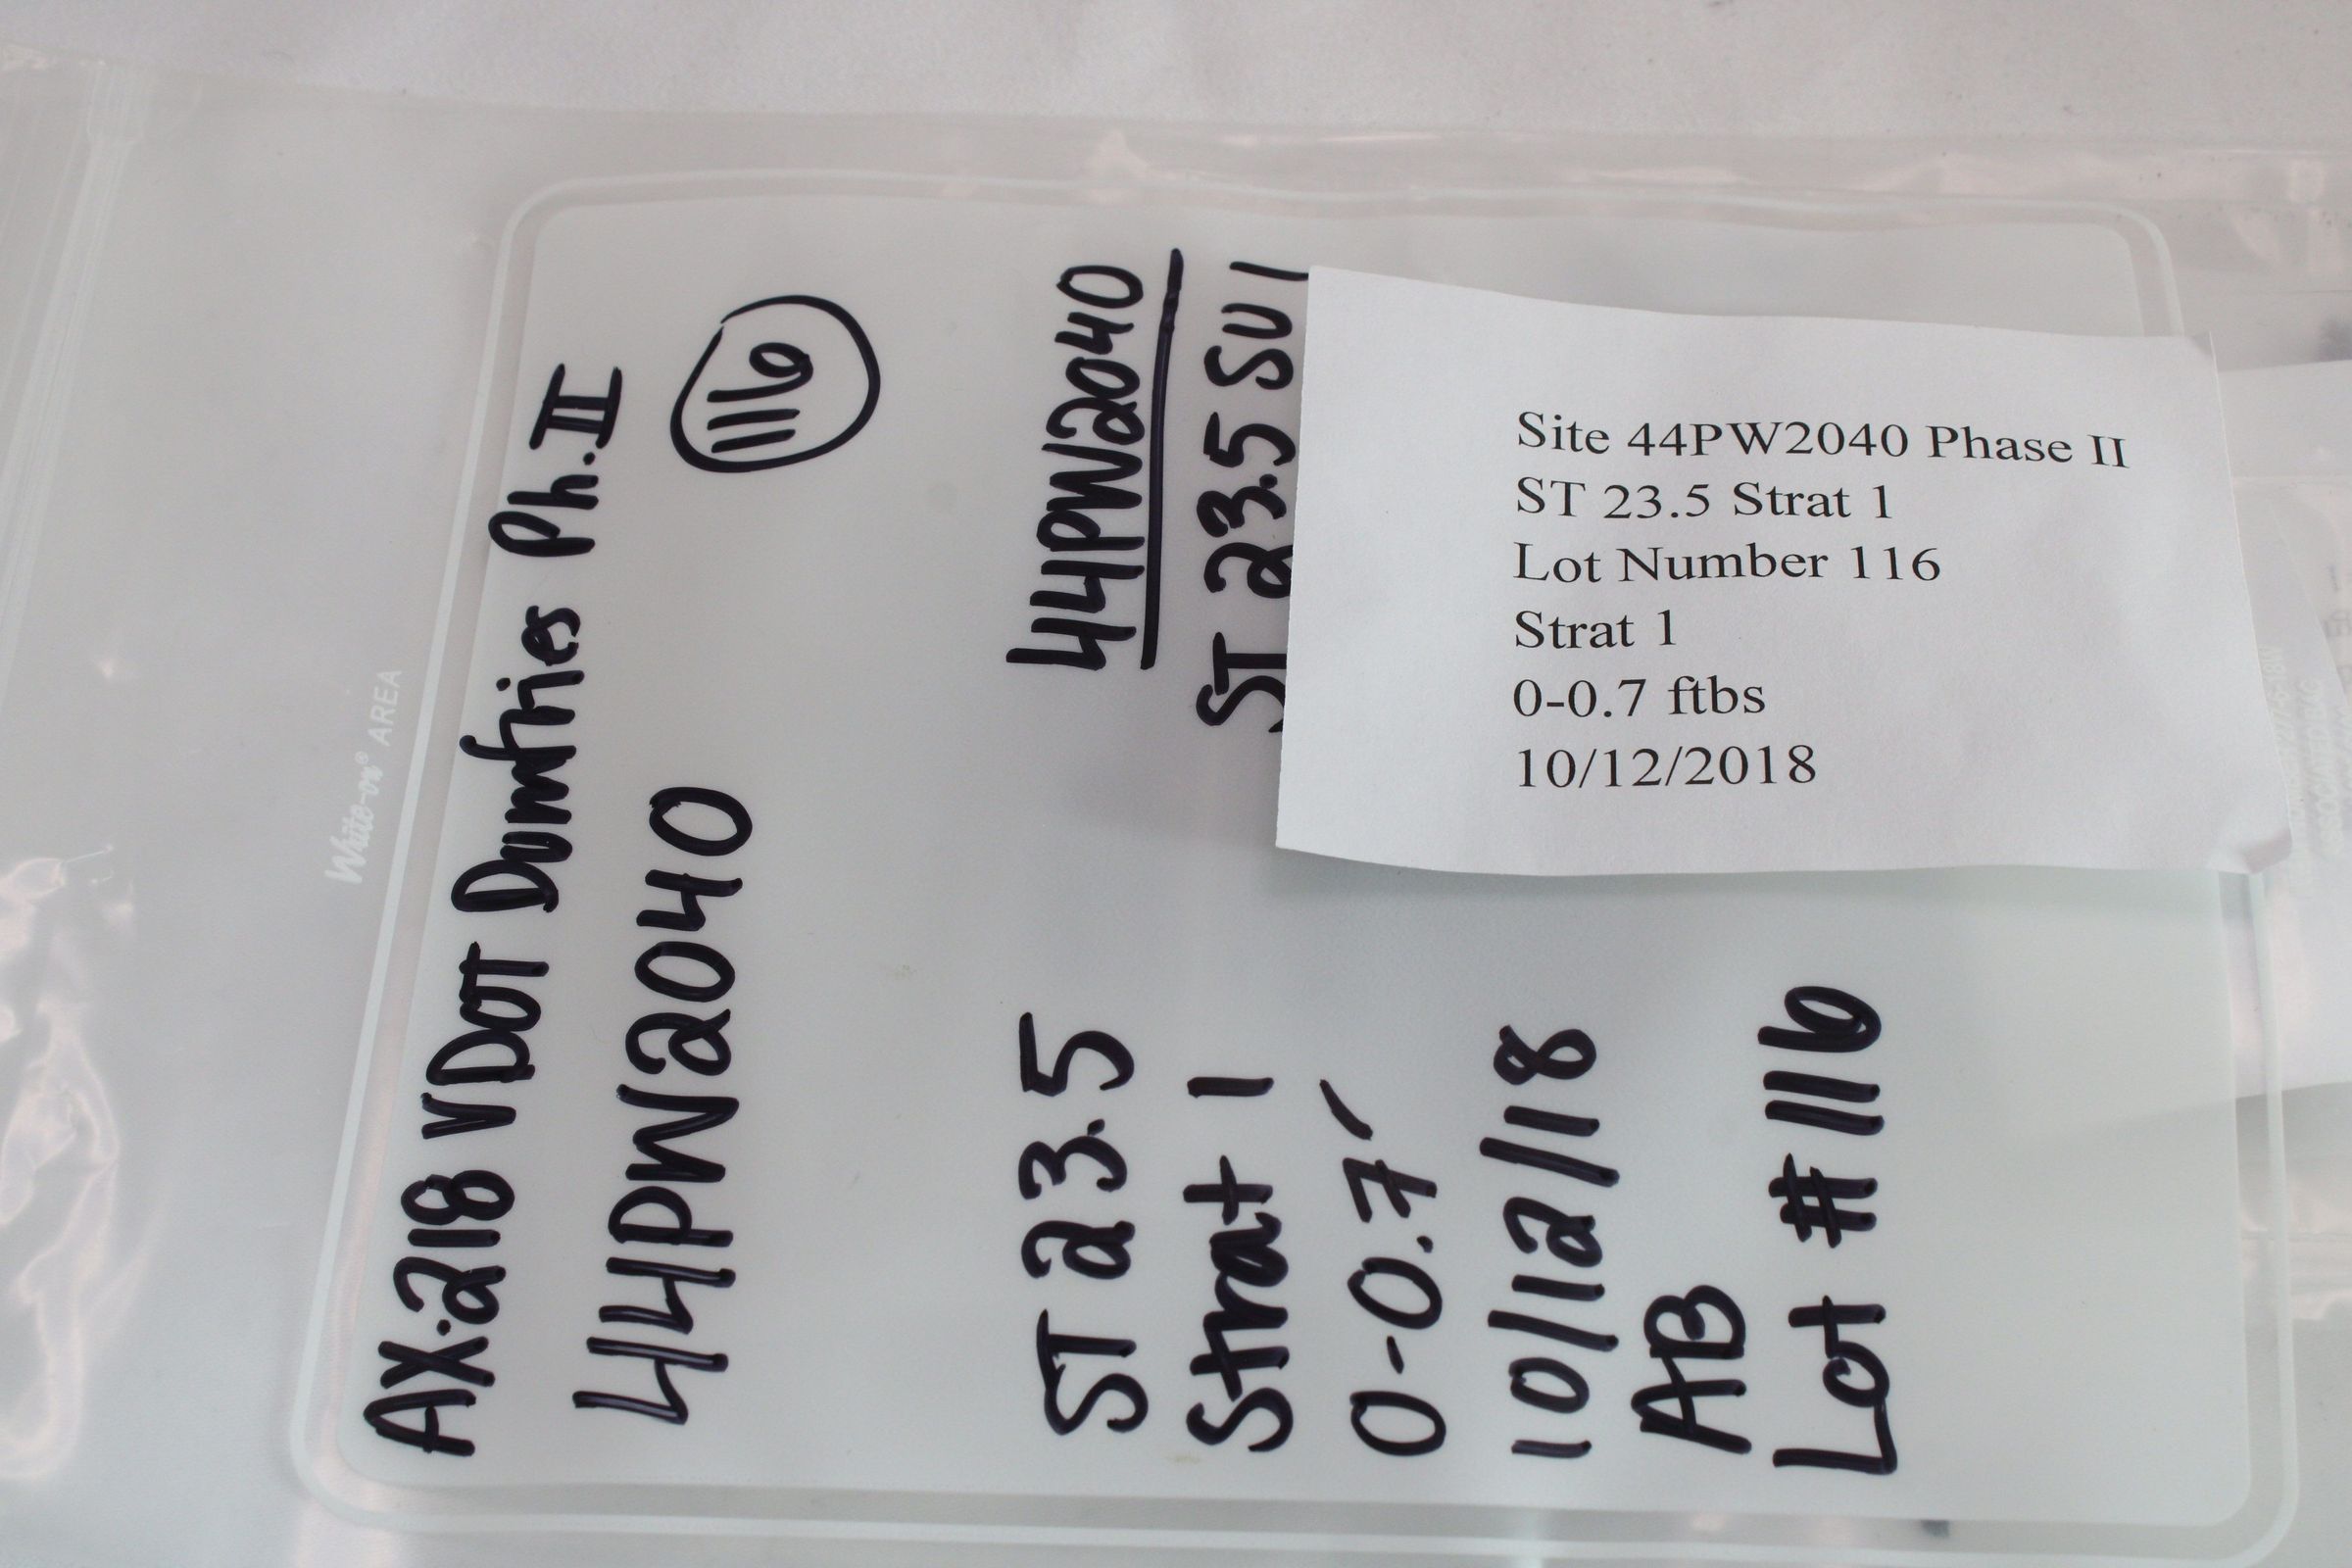 AX.218 VDOT Dumfries Ph.II
44PW2040
116
ST 23.5
Strat 1
0-0.7'
10/12/18
AB
Lot #116
44PW2040
ST 23.5 SU 1
Site 44PW2040 Phase II
ST 23.5 Strat 1
Lot Number 116
Strat 1
0-0.7 ftbs
10/12/2018
Write-on® AREA